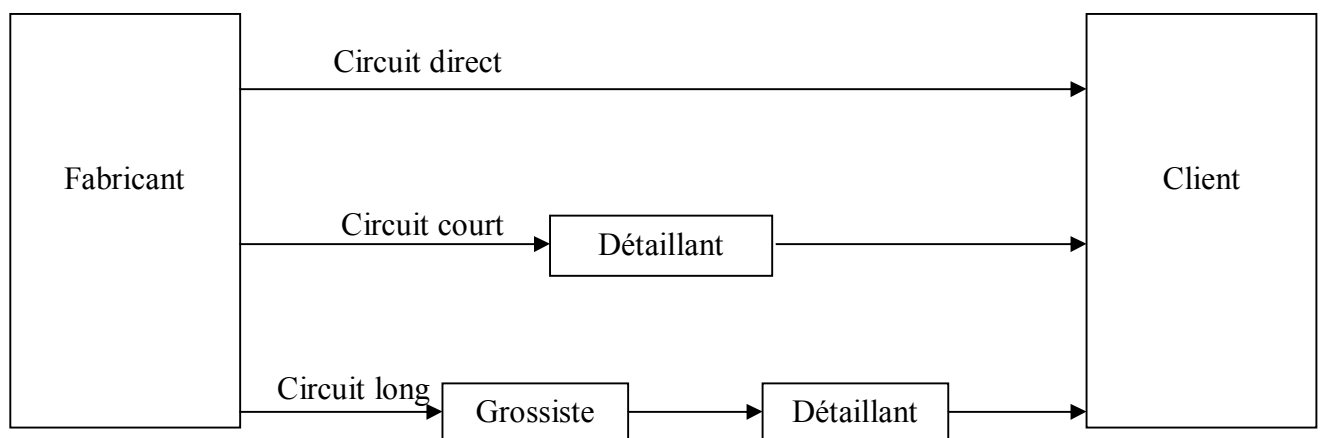 Circuit direct
Fabricant
Client
Circuit court
Détaillant
Circuit long
Grossiste
Détaillant